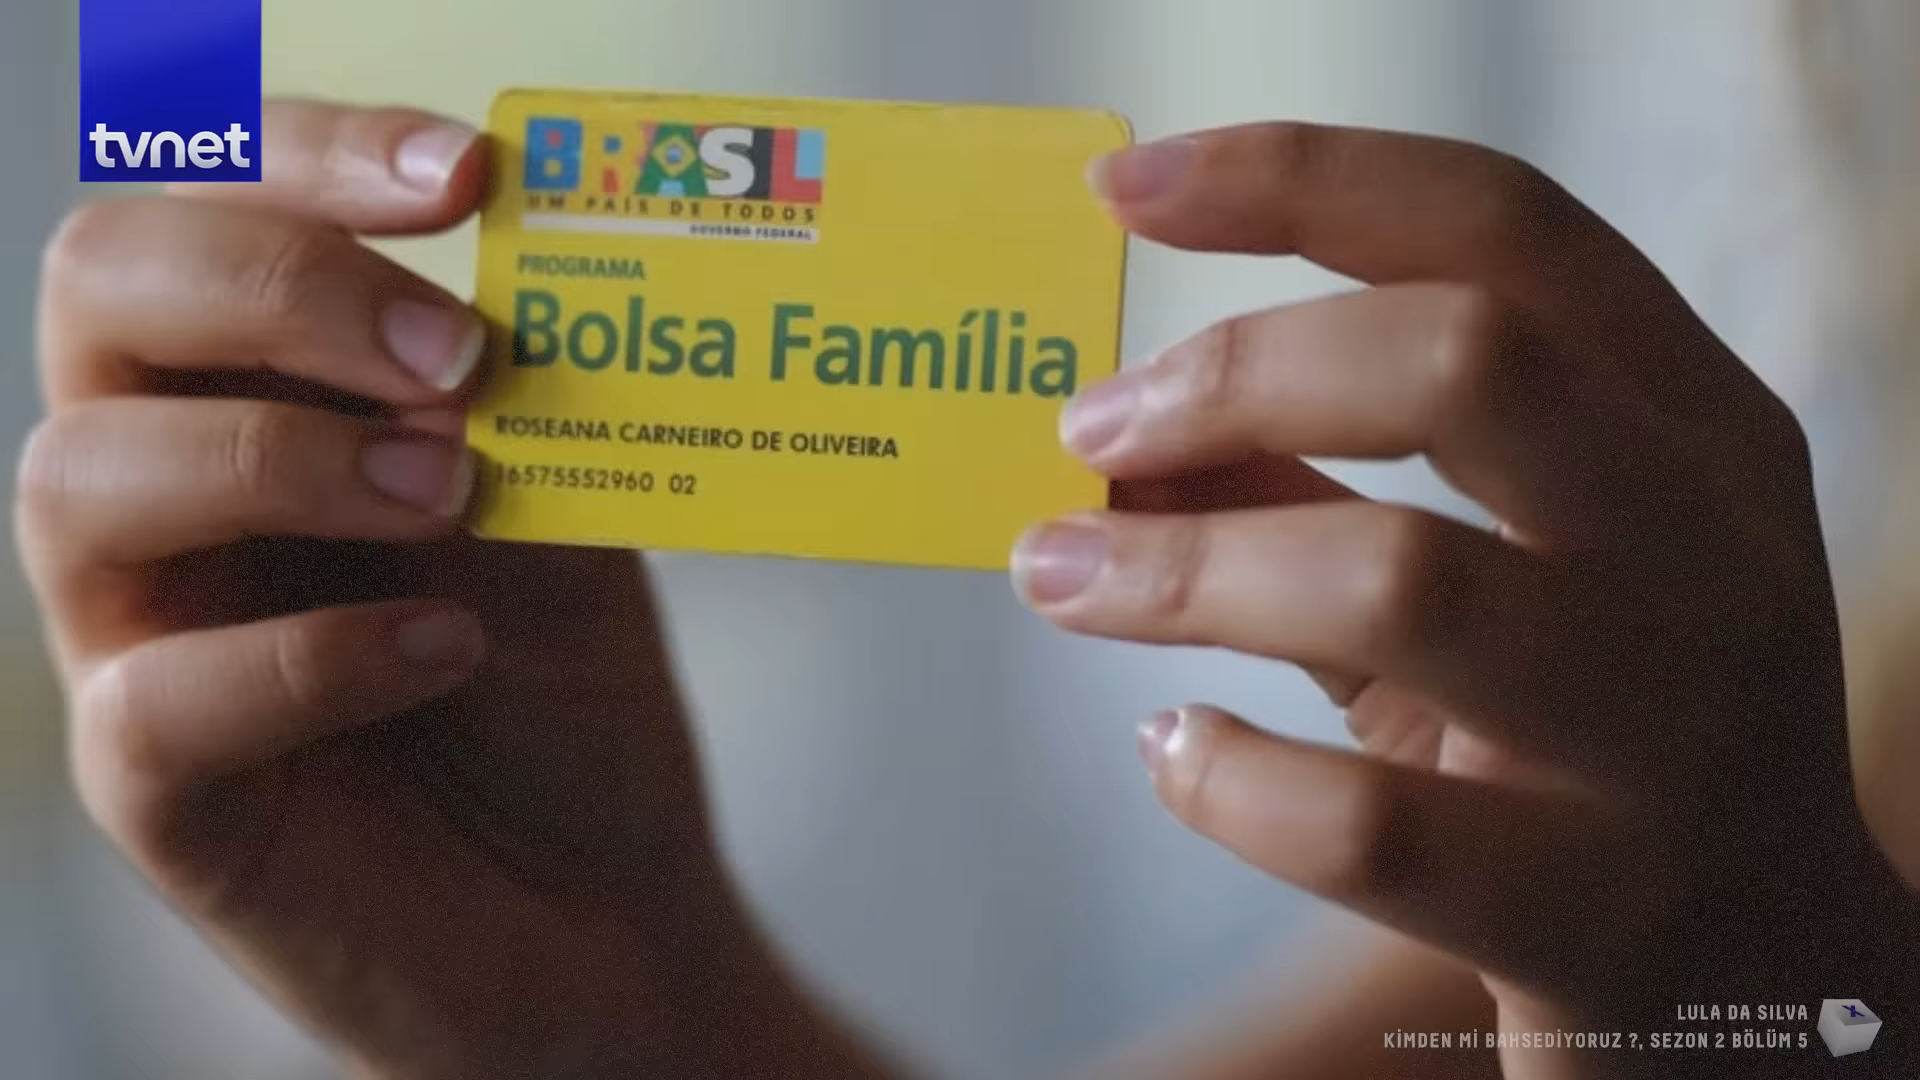 tvnet
BRASIL
UM PAÍS DE TODOS
GOVERNO FEDERAL
PROGRAMA
Bolsa Família
ROSEANA CARNEIRO DE OLIVEIRA
16575552960 02
LULA DA SILVA
KİMDEN Mİ BAHSEDİYORUZ ?, SEZON 2 BÖLÜM 5